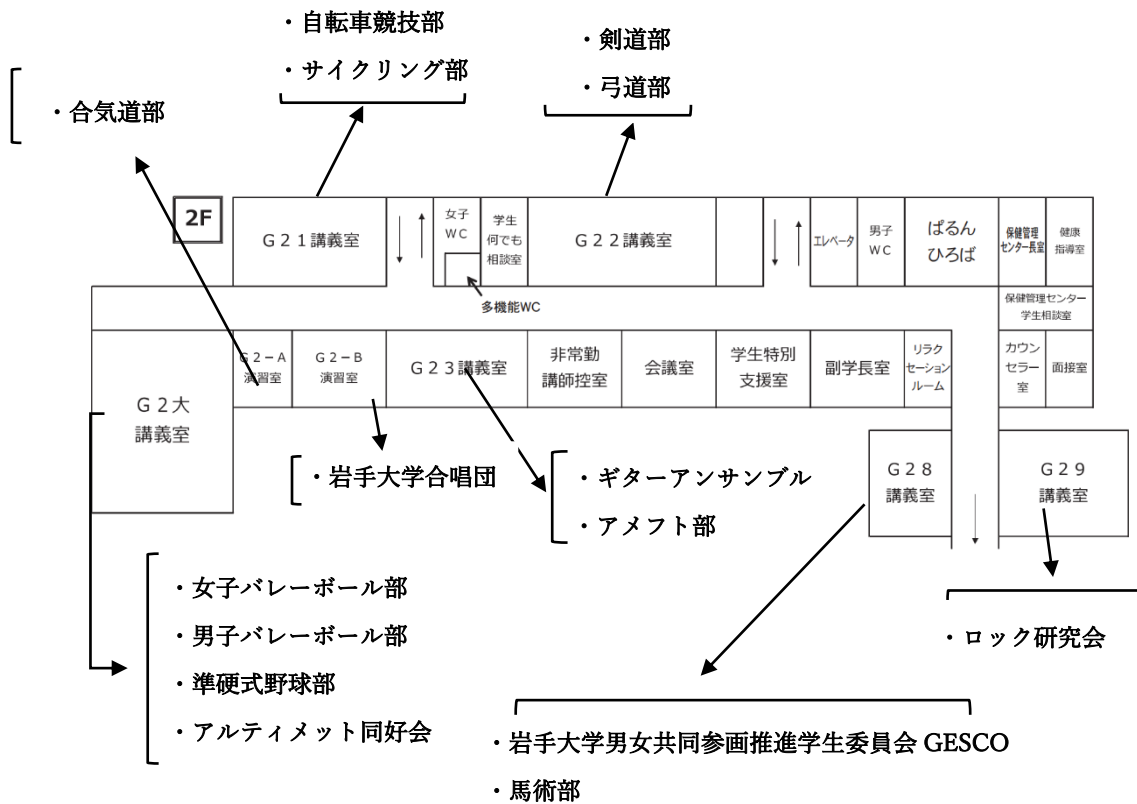 ・自転車競技部
・サイクリング部
・剣道部
・弓道部
・合気道部
2F
G21講義室
女子
WC
学生
何でも
相談室
G22講義室
エレベータ
男子
WC
ぱるん
ひろば
保健管理
センター長室
健康
指導室
多機能WC
保健管理センター
学生相談室
G2大
講義室
G2-A
演習室
G2-B
演習室
G23講義室
非常勤
講師控室
会議室
学生特別
支援室
副学長室
リラク
セーション
ルーム
カウン
セラー
室
面接室
G28
講義室
G29
講義室
・岩手大学合唱団
・ギターアンサンブル
・アメフト部
・女子バレーボール部
・男子バレーボール部
・準硬式野球部
・アルティメット同好会
・ロック研究会
・岩手大学男女共同参画推進学生委員会 GESCO
・馬術部